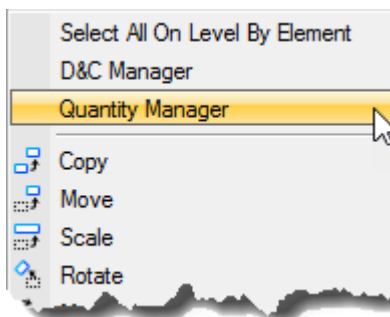 Select All On Level By Element
D&C Manager
Quantity Manager
Copy
Move
Scale
Rotate